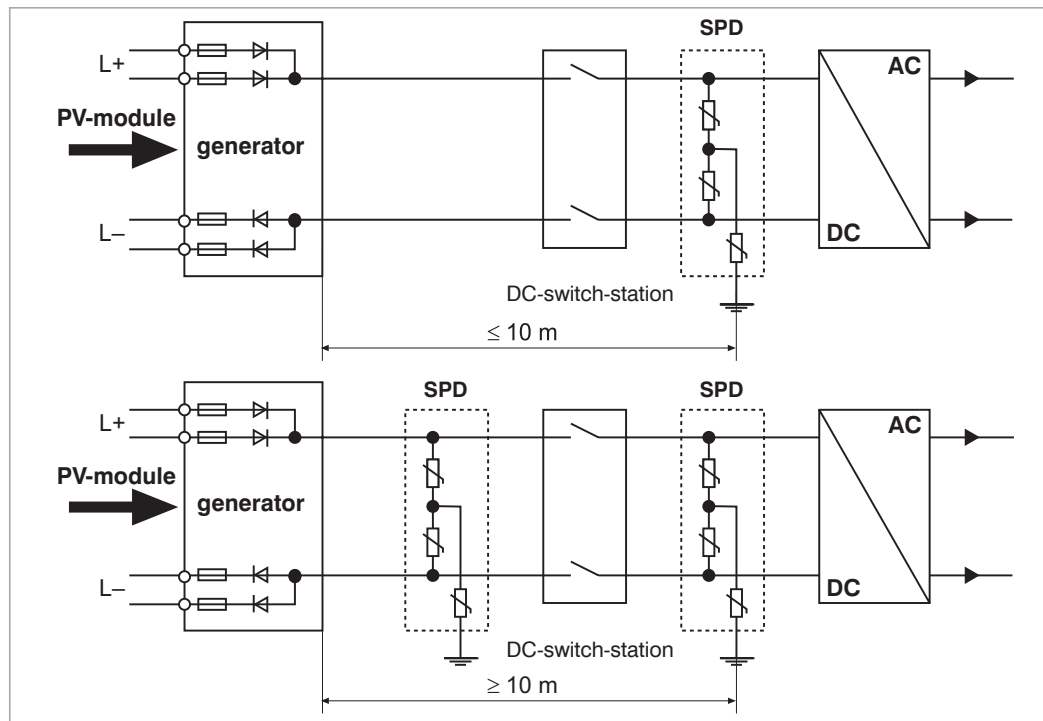 SPD
L+
AC
PV-module
generator
L–
DC
DC-switch-station
≤ 10 m
SPD
SPD
L+
AC
PV-module
generator
L–
DC
DC-switch-station
≥ 10 m